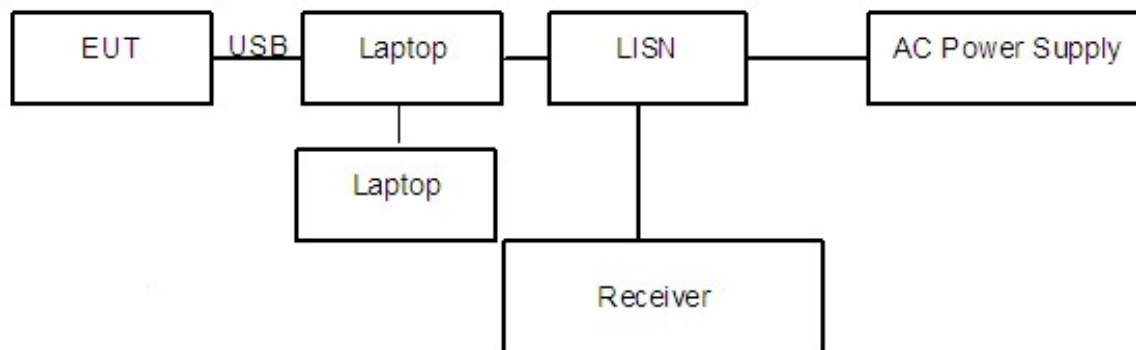 EUT
USB
Laptop
LISN
AC Power Supply
Laptop
Receiver